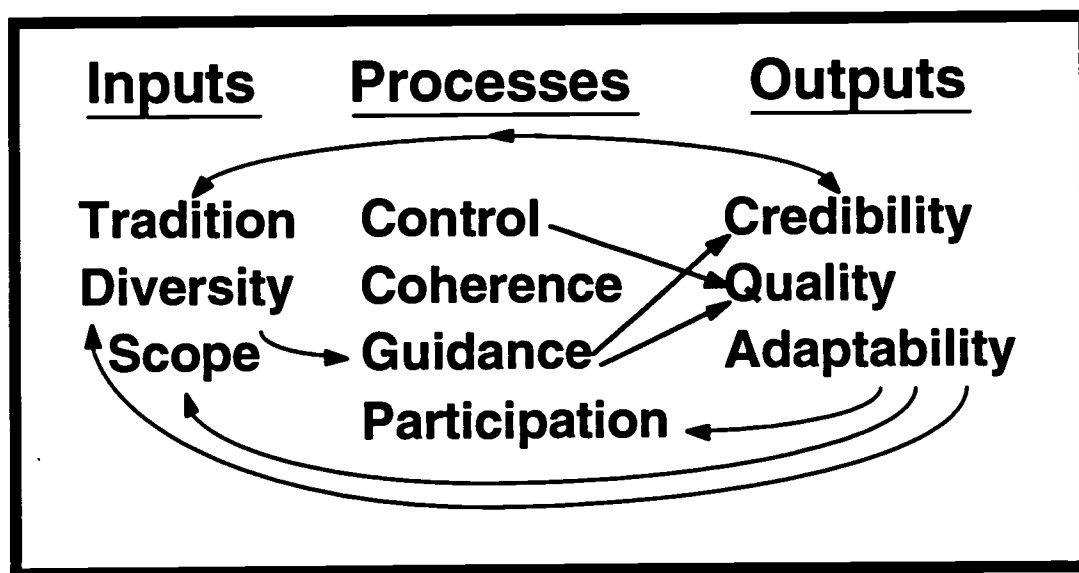 Inputs Processes Outputs
Tradition Control Credibility
Diversity Coherence Quality
Scope Guidance Adaptability
Participation